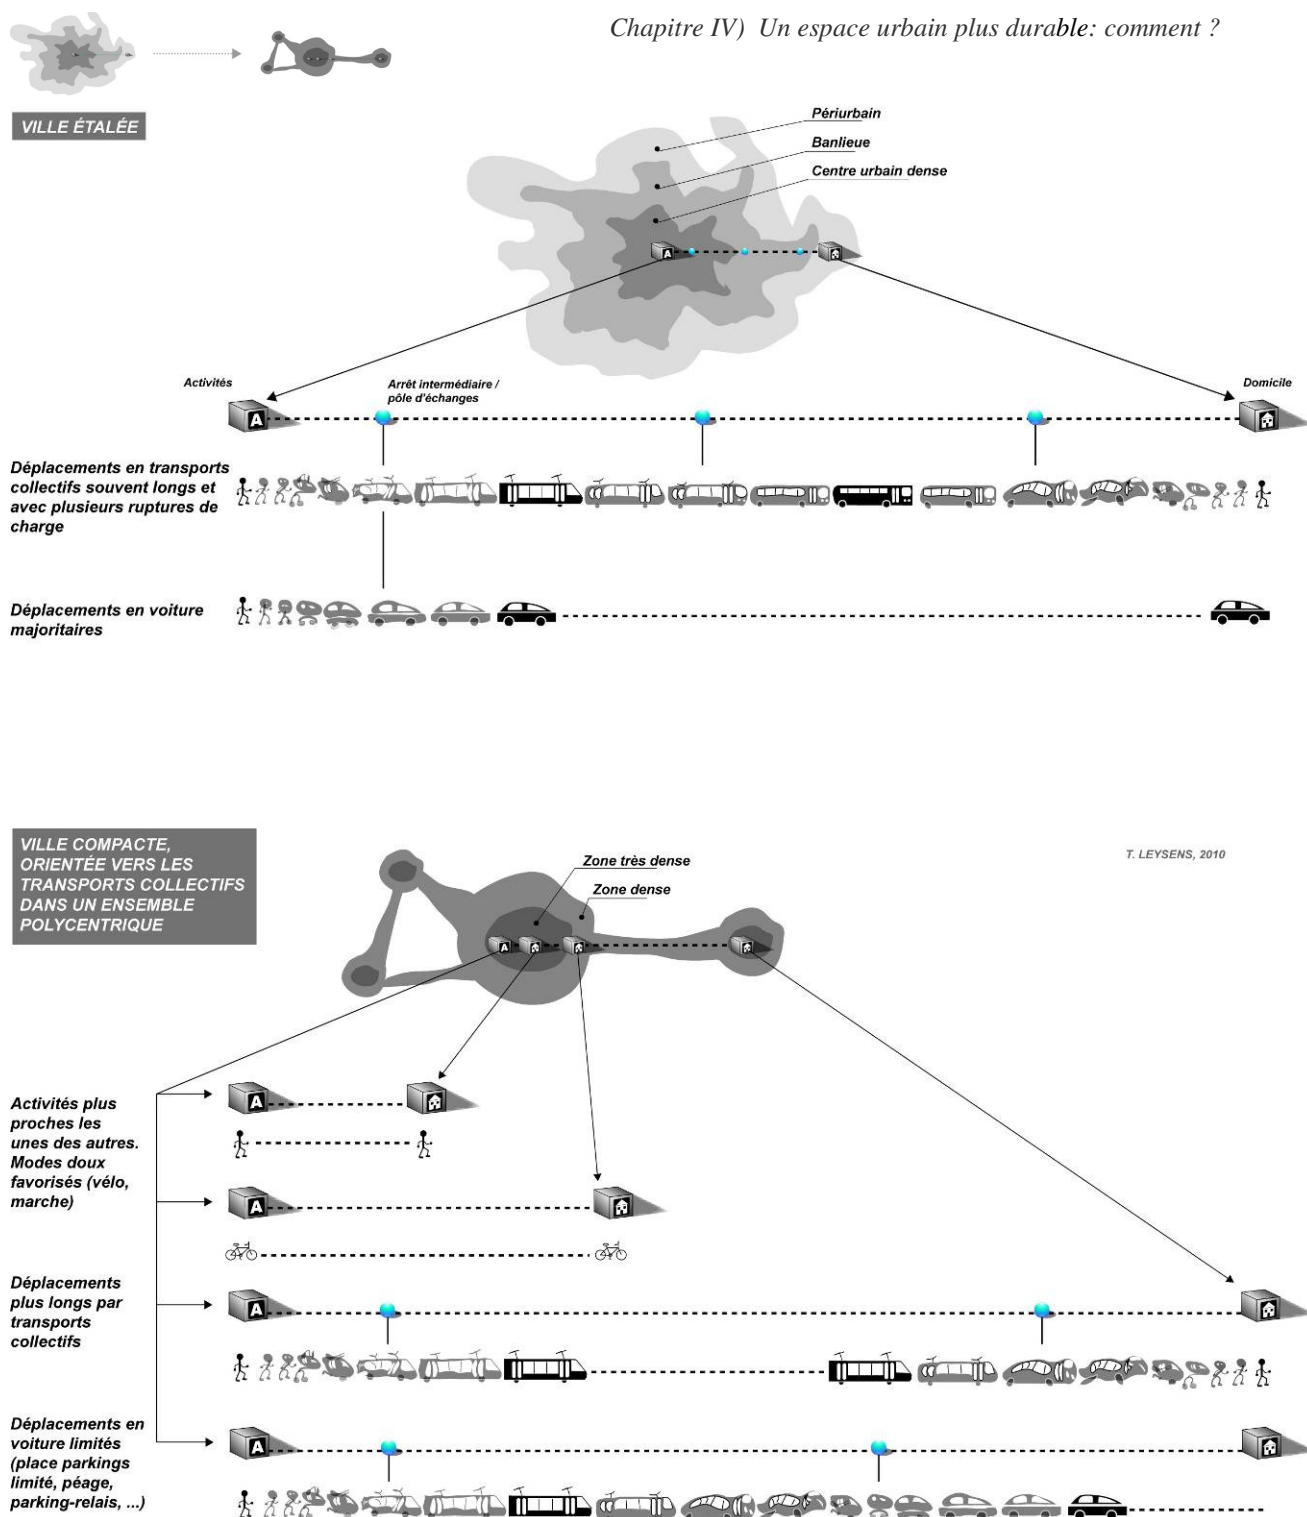 Chapitre IV) Un espace urbain plus durable: comment ?
VILLE ÉTALÉE
Périurbain
Banlieue
Centre urbain dense
A
Activités
Arrêt intermédiaire /
pôle d'échanges
Domicile
A
Déplacements en transports
collectifs souvent longs et
avec plusieurs ruptures de
charge
Déplacements en voiture
majoritaires
VILLE COMPACTE,
ORIENTÉE VERS LES
TRANSPORTS COLLECTIFS
DANS UN ENSEMBLE
POLYCENTRIQUE
Zone très dense
Zone dense
T. LEYSENS, 2010
A
Activités plus
proches les
unes des autres.
Modes doux
favorisés (vélo,
marche)
A
A
Déplacements
plus longs par
transports
collectifs
A
Déplacements en
voiture limités
(place parkings
limité, péage,
parking-relais, ...)
A